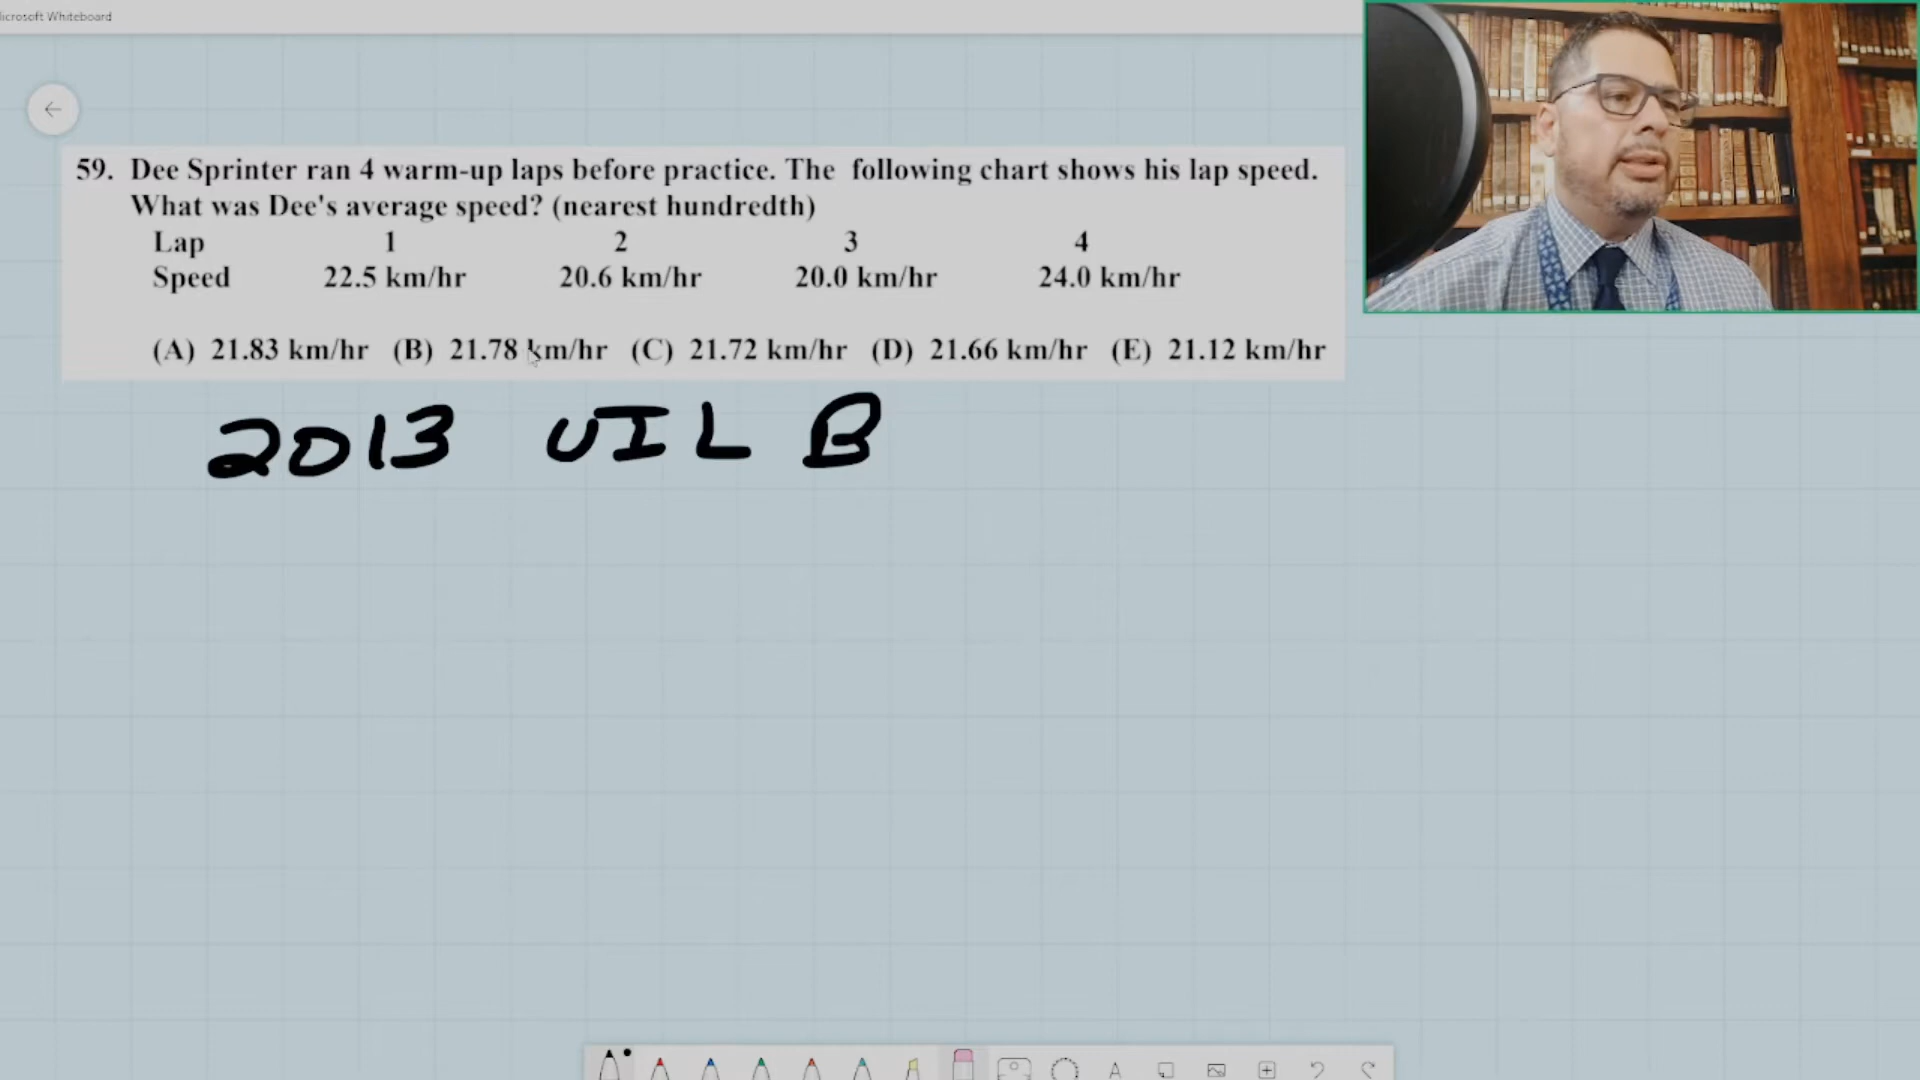 icrosoft Whiteboard
59. Dee Sprinter ran 4 warm-up laps before practice. The following chart shows his lap speed.
What was Dee's average speed? (nearest hundredth)
Lap 1 2 3 4
Speed 22.5 km/hr 20.6 km/hr 20.0 km/hr 24.0 km/hr
(A) 21.83 km/hr (B) 21.78 km/hr (C) 21.72 km/hr (D) 21.66 km/hr (E) 21.12 km/hr
2013 UIL B